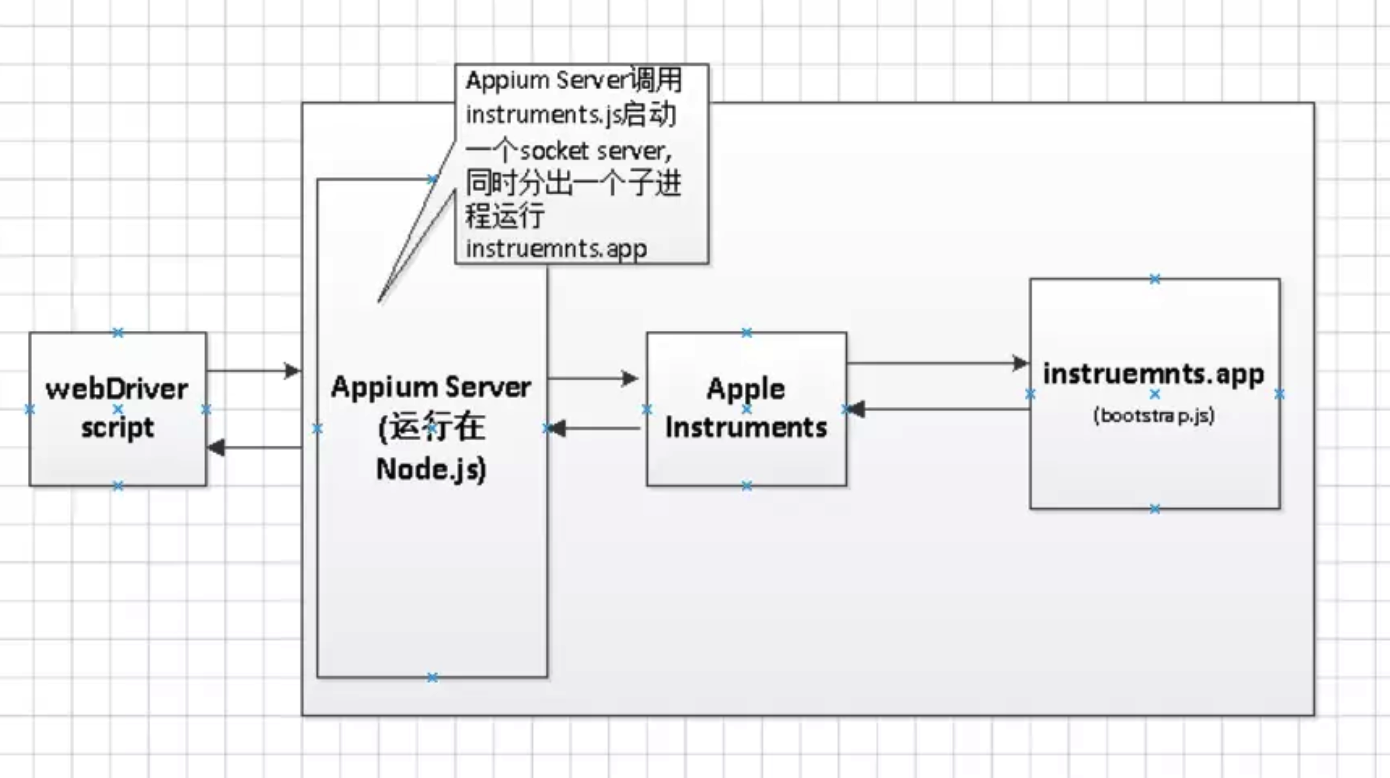 Appium Server调用
instruments.js启动
一个socket server,
同时分出一个子进
程运行
instruemnts.app
webDriver
script
Appium Server
(运行在
Node.js)
Apple
Instruments
instruemnts.app
(bootstrap.js)